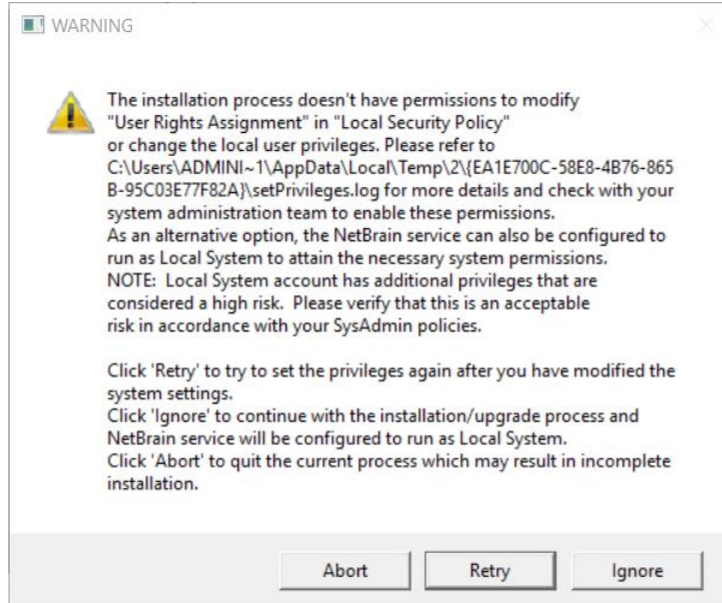 WARNING
The installation process doesn't have permissions to modify
"User Rights Assignment" in "Local Security Policy"
or change the local user privileges. Please refer to
C:\Users\ADMINI~1\AppData\Local\Temp\2\{EA1E700C-58E8-4B76-865
B-95C03E77F82A}\setPrivileges.log for more details and check with your
system administration team to enable these permissions.
As an alternative option, the NetBrain service can also be configured to
run as Local System to attain the necessary system permissions.
NOTE:  Local System account has additional privileges that are
considered a high risk.  Please verify that this is an acceptable
risk in accordance with your SysAdmin policies.
Click 'Retry' to try to set the privileges again after you have modified the
system settings.
Click 'Ignore' to continue with the installation/upgrade process and
NetBrain service will be configured to run as Local System.
Click 'Abort' to quit the current process which may result in incomplete
installation.
Abort Retry Ignore